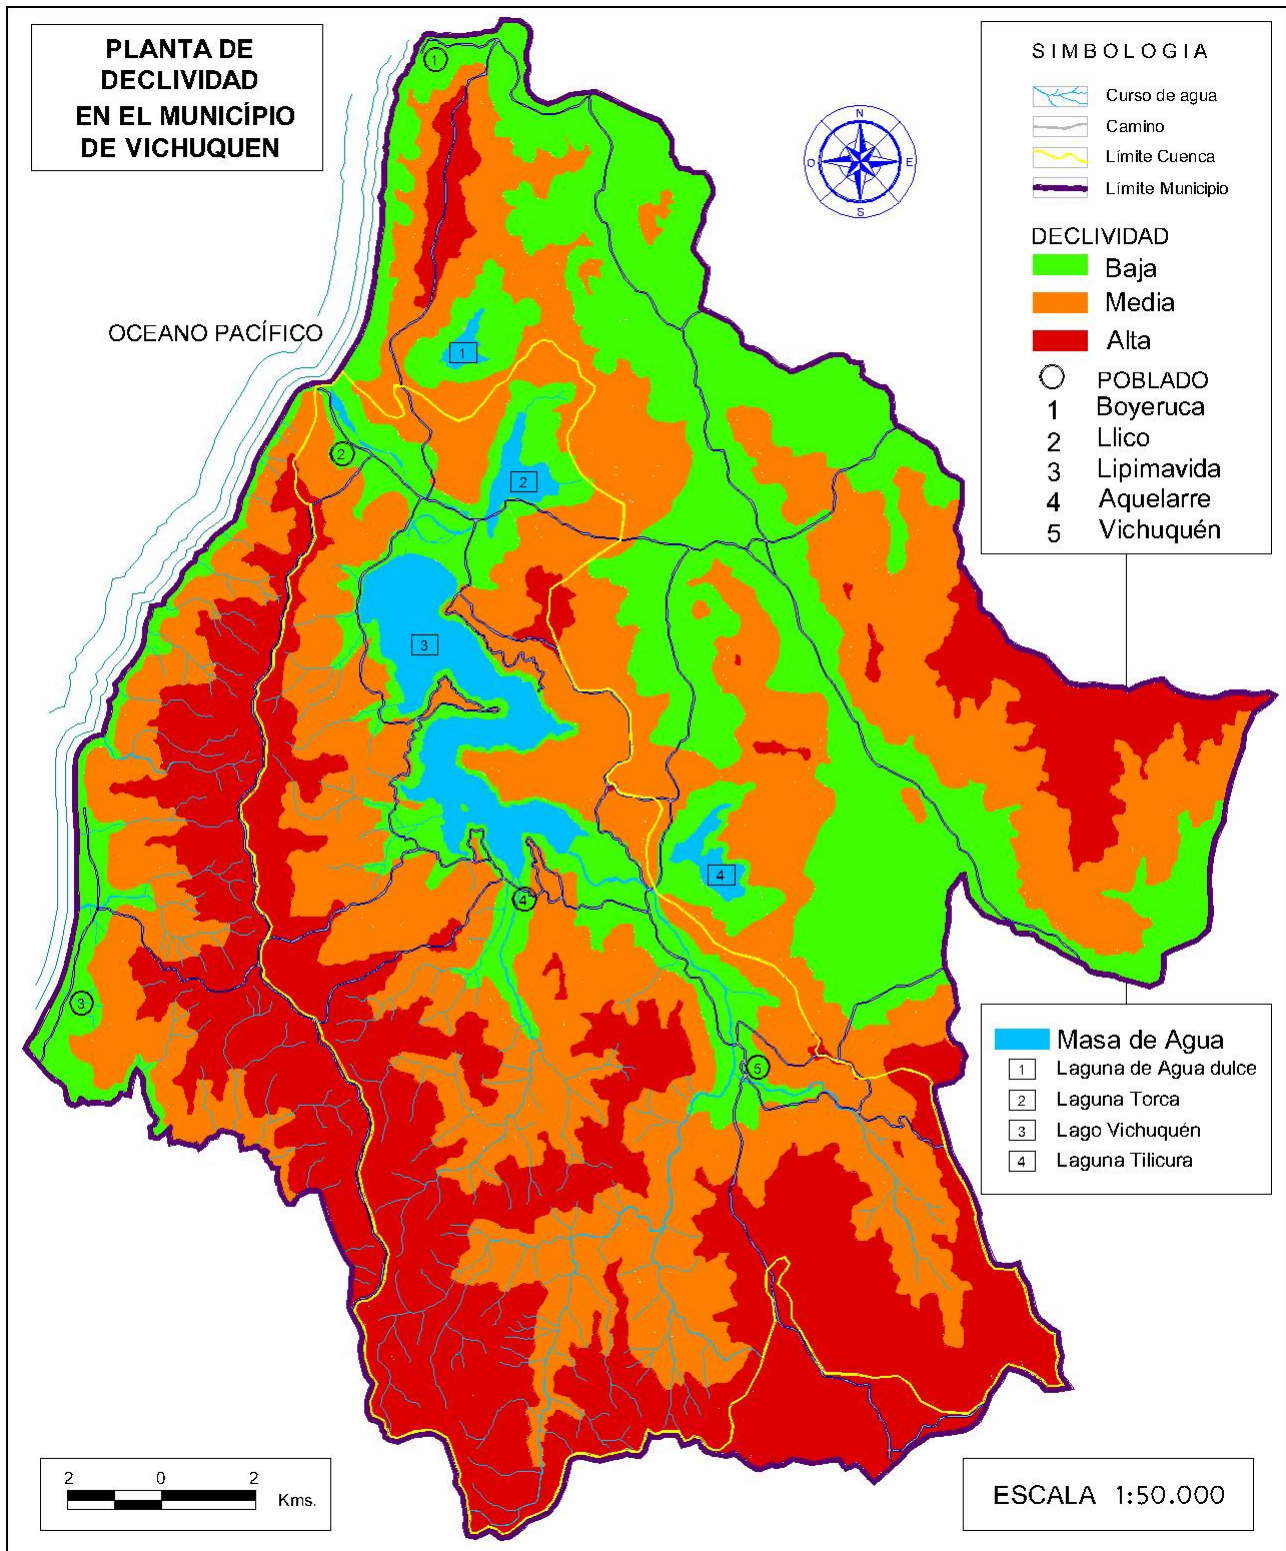 PLANTA DE
DECLIVIDAD
EN EL MUNICÍPIO
DE VICHUQUEN
OCEANO PACÍFICO
N
O
E
S
SIMBOLOGIA
Curso de agua
Camino
Límite Cuenca
Límite Municipio
DECLIVIDAD
Baja
Media
Alta
POBLADO
1 Boyeruca
2 Llico
3 Lipimavida
4 Aquelarre
5 Vichuquén
1
1
2
2
3
4
4
3
5
Masa de Agua
1 Laguna de Agua dulce
2 Laguna Torca
3 Lago Vichuquén
4 Laguna Tilicura
2 0 2
Kms.
ESCALA 1:50.000